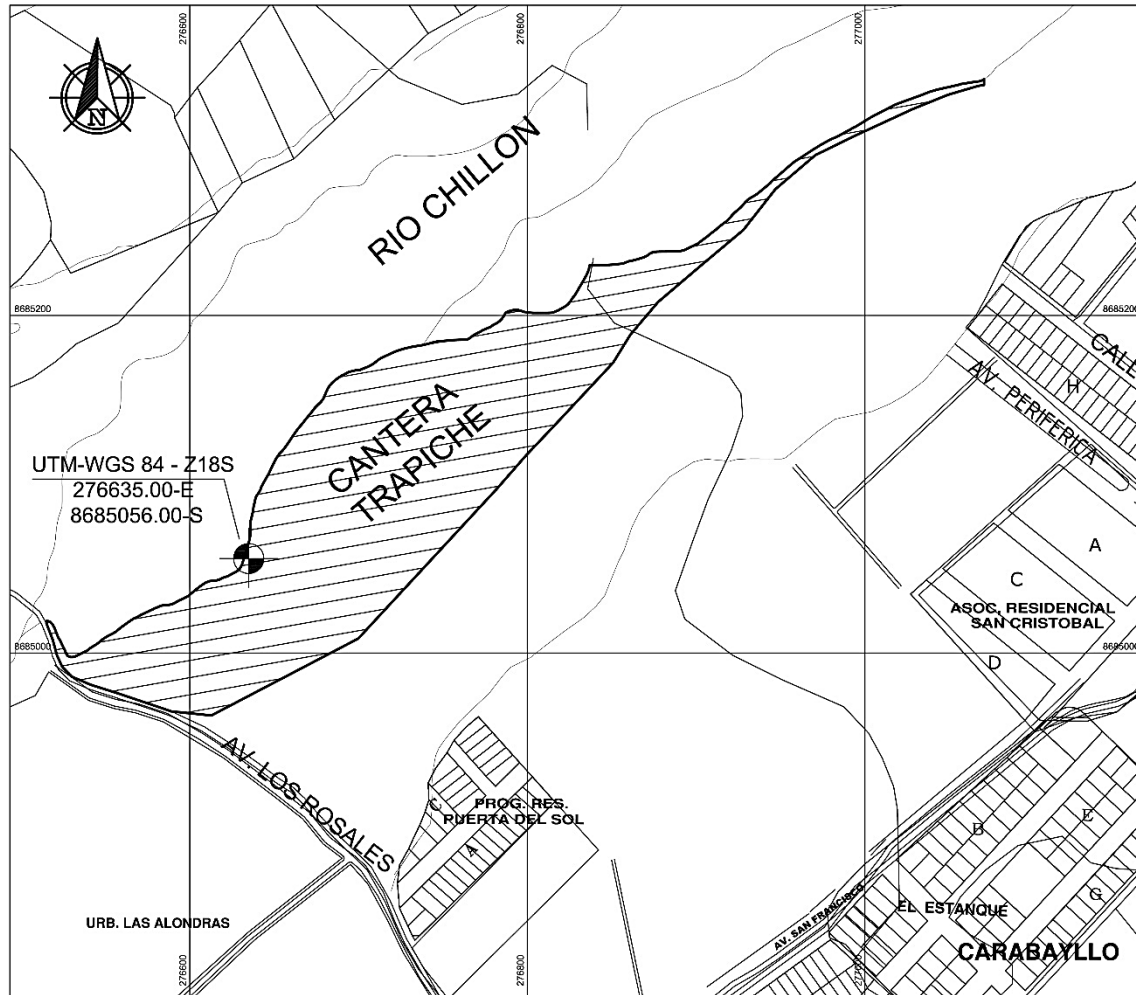 276600
276800
277000
N
RIO CHILLON
8685200
8685200
CALL
AV. PERIFERICA
H
CANTERA
TRAPICHE
UTM-WGS 84 - Z18S
276635.00-E
8685056.00-S
A
C
ASOC. RESIDENCIAL
SAN CRISTOBAL
D
8685000
8685000
AV. LOS ROSALES
C
PROG. RES.
PUERTA DEL SOL
A
B
E
G
URB. LAS ALONDRAS
AV. SAN FRANCISCO
EL ESTANQUE
CARABAYLLO
276600
276800
277000